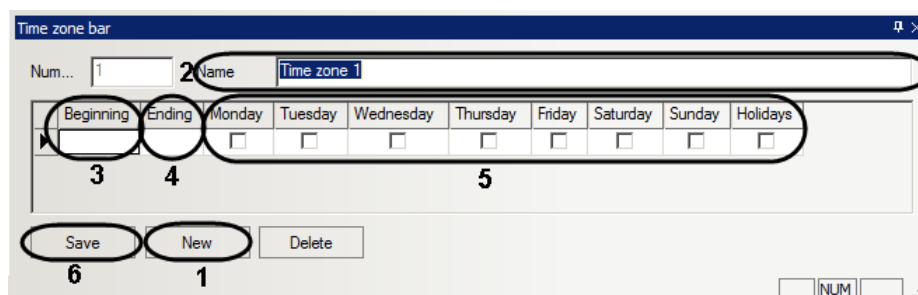 Time zone bar
Num... 1 2 Name Time zone 1
Beginning Ending Monday Tuesday Wednesday Thursday Friday Saturday Sunday Holidays
3 4 5
Save New Delete
6 1
NUM